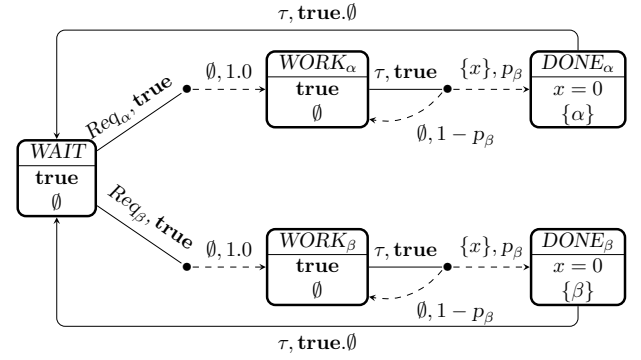 τ, true.∅
∅, 1.0
WORK_α
true
∅
τ, true
{x}, p_β
∅, 1 − p_β
DONE_α
x = 0
{α}
Req_α, true
WAIT
true
∅
Req_β, true
∅, 1.0
WORK_β
true
∅
τ, true
{x}, p_β
∅, 1 − p_β
DONE_β
x = 0
{β}
τ, true.∅